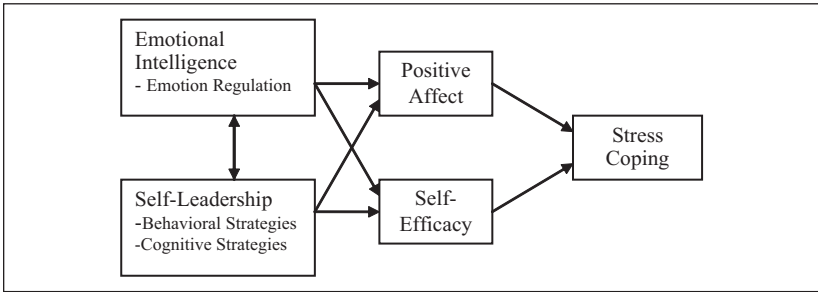 Emotional
Intelligence
- Emotion Regulation
Positive
Affect
Stress
Coping
Self-Leadership
-Behavioral Strategies
-Cognitive Strategies
Self-
Efficacy